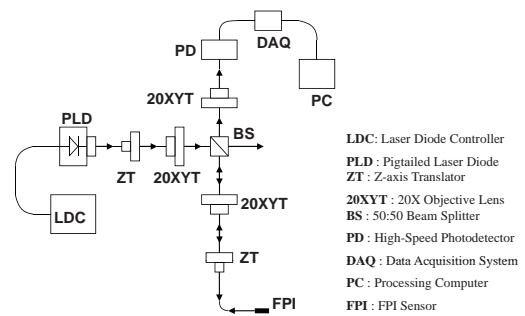 PD
DAQ
PC
20XYT
PLD
BS
ZT
20XYT
LDC
20XYT
ZT
FPI
LDC: Laser Diode Controller
PLD : Pigtailed Laser Diode
ZT : Z-axis Translator
20XYT : 20X Objective Lens
BS : 50:50 Beam Splitter
PD : High-Speed Photodetector
DAQ : Data Acquisition System
PC : Processing Computer
FPI : FPI Sensor